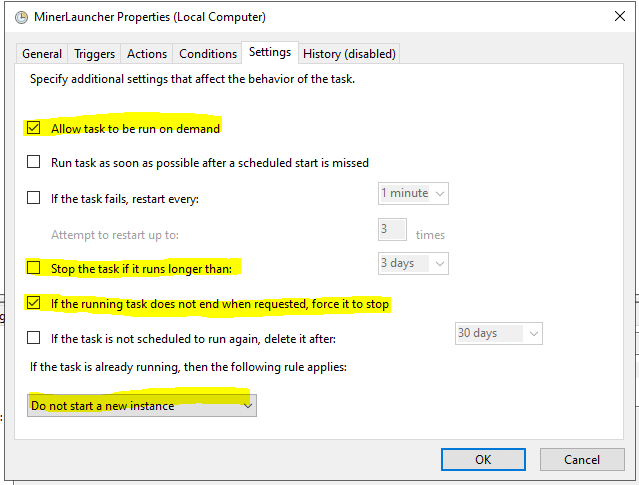 MinerLauncher Properties (Local Computer)
General Triggers Actions Conditions Settings History (disabled)
Specify additional settings that affect the behavior of the task.
Allow task to be run on demand
Run task as soon as possible after a scheduled start is missed
If the task fails, restart every: 1 minute
Attempt to restart up to: 3 times
Stop the task if it runs longer than: 3 days
If the running task does not end when requested, force it to stop
If the task is not scheduled to run again, delete it after: 30 days
If the task is already running, then the following rule applies:
Do not start a new instance
OK Cancel